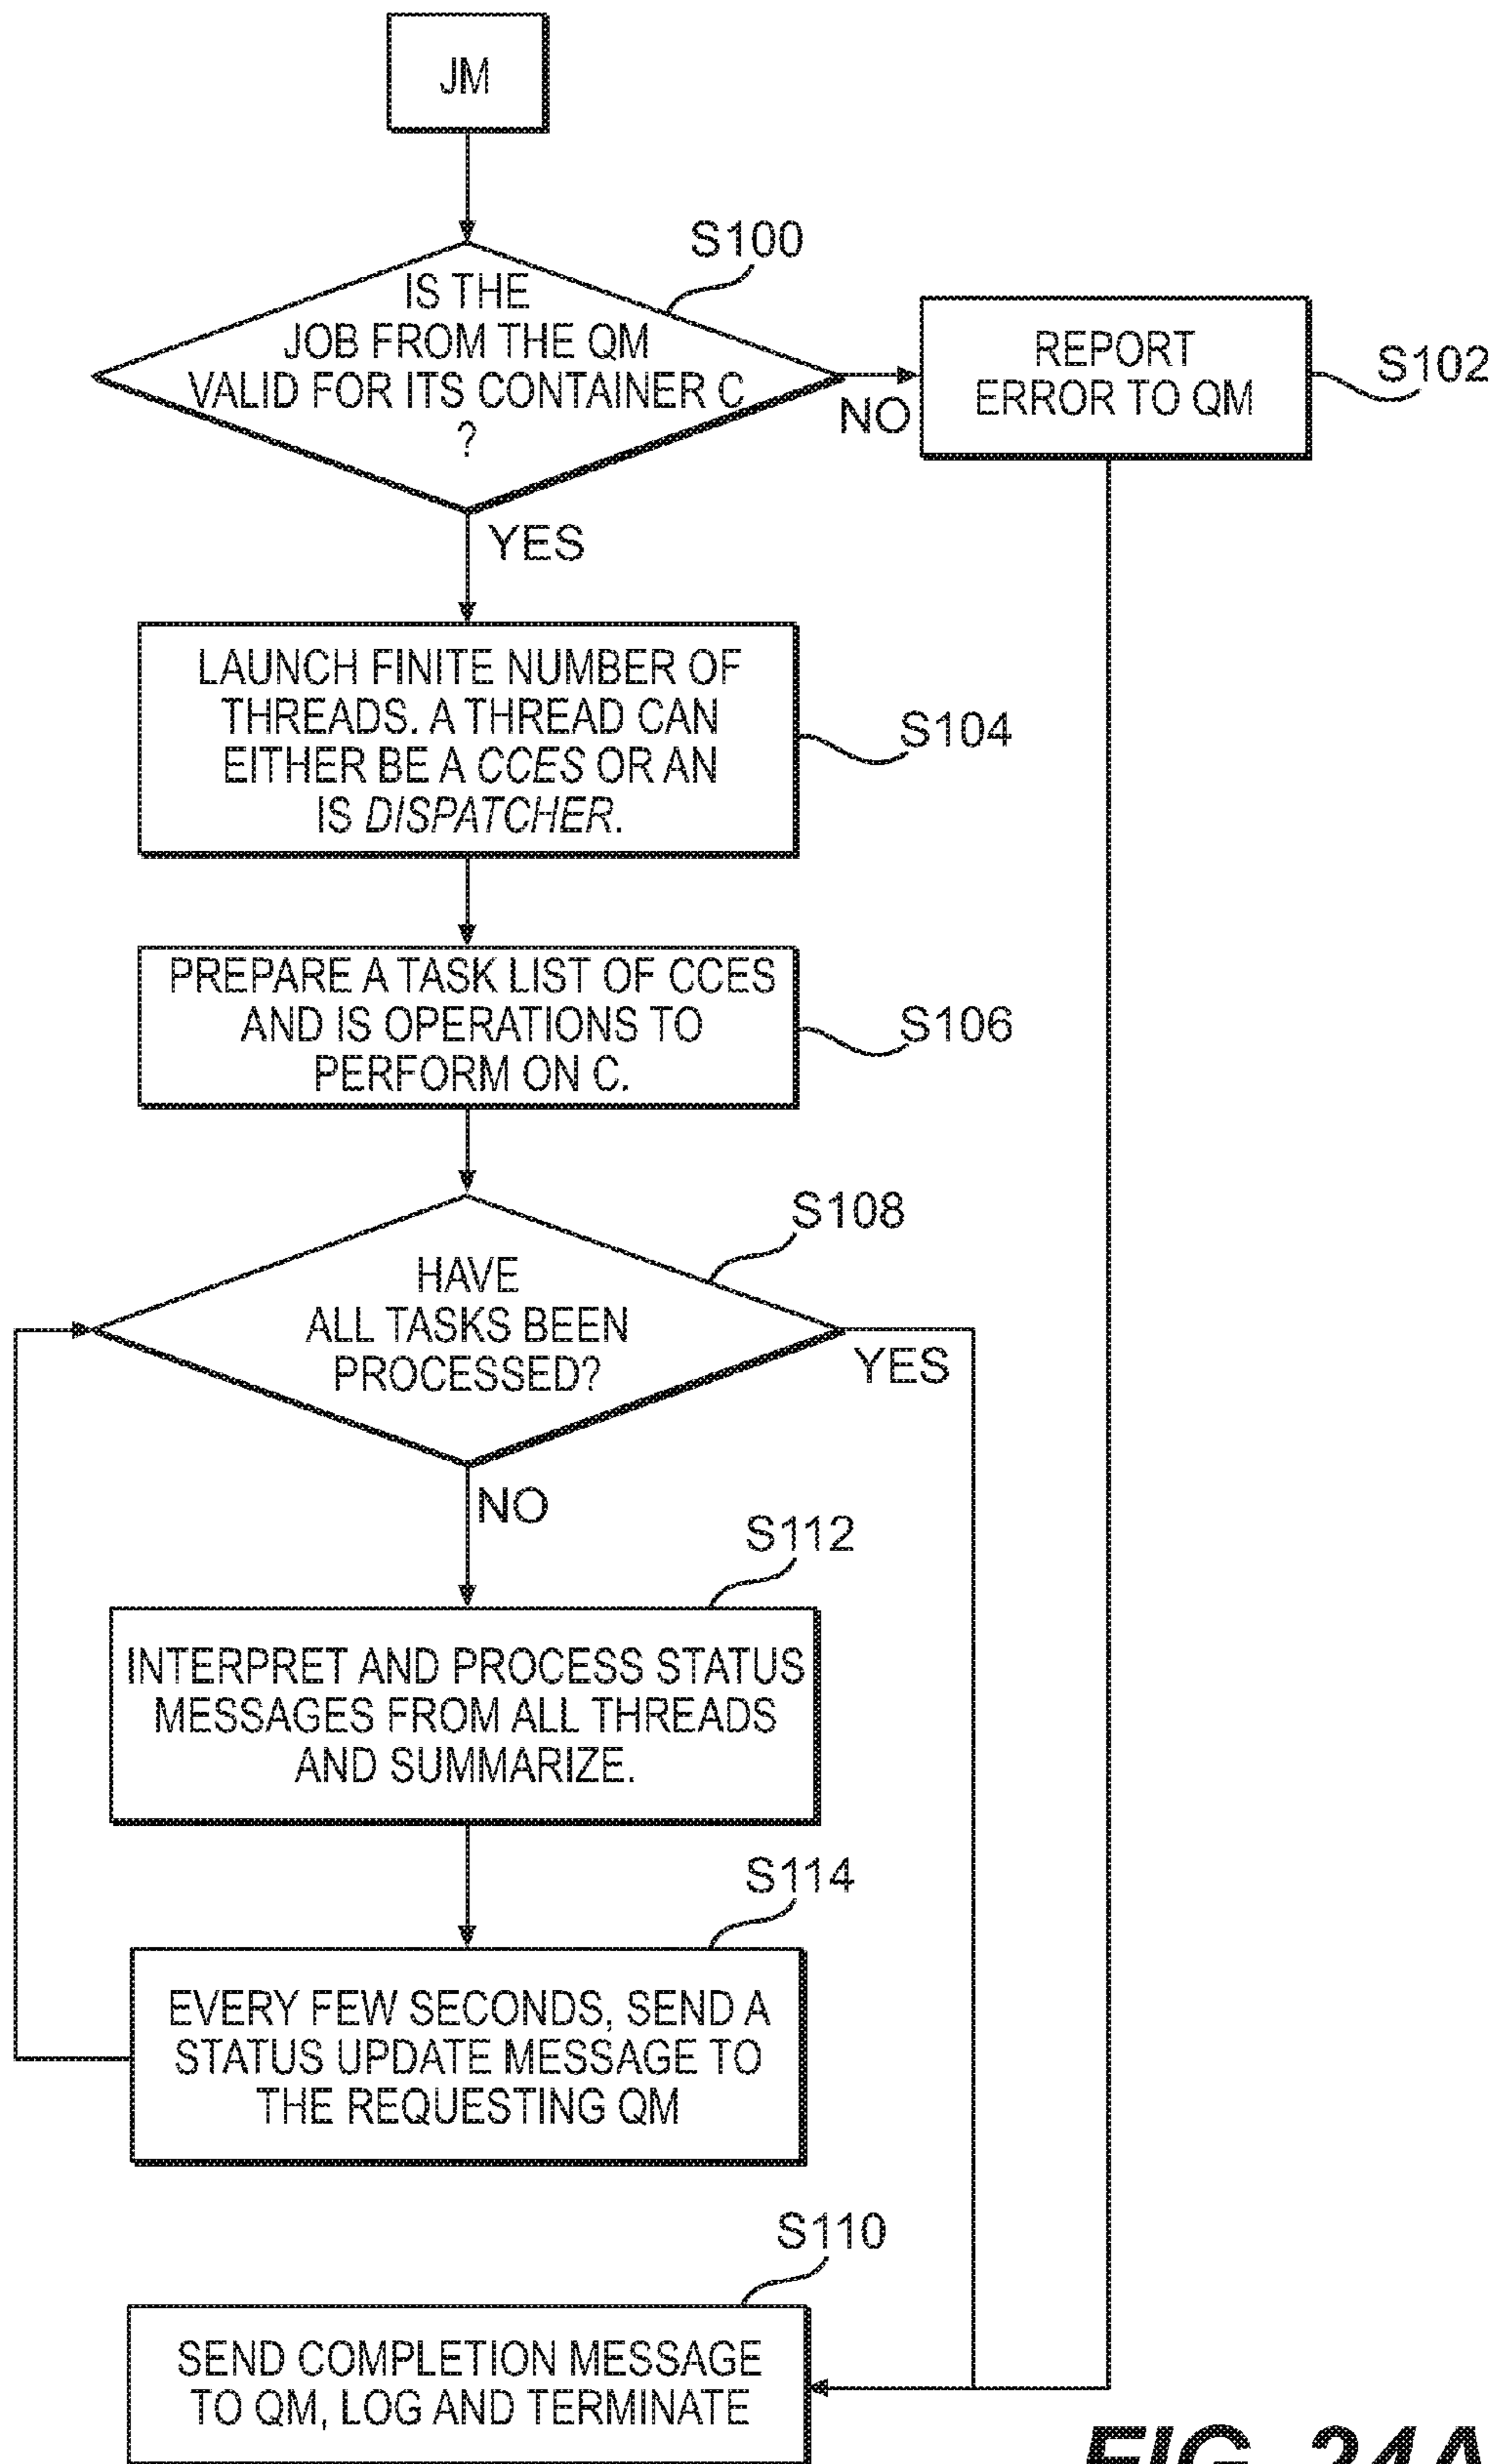 JM
S100
IS THE
JOB FROM THE QM
VALID FOR ITS CONTAINER C
?
NO
REPORT
ERROR TO QM
S102
YES
LAUNCH FINITE NUMBER OF
THREADS. A THREAD CAN
EITHER BE A CCES OR AN
IS DISPATCHER.
S104
PREPARE A TASK LIST OF CCES
AND IS OPERATIONS TO
PERFORM ON C.
S106
S108
HAVE
ALL TASKS BEEN
PROCESSED?
YES
NO
S112
INTERPRET AND PROCESS STATUS
MESSAGES FROM ALL THREADS
AND SUMMARIZE.
S114
EVERY FEW SECONDS, SEND A
STATUS UPDATE MESSAGE TO
THE REQUESTING QM
S110
SEND COMPLETION MESSAGE
TO QM, LOG AND TERMINATE
FIG. 24A